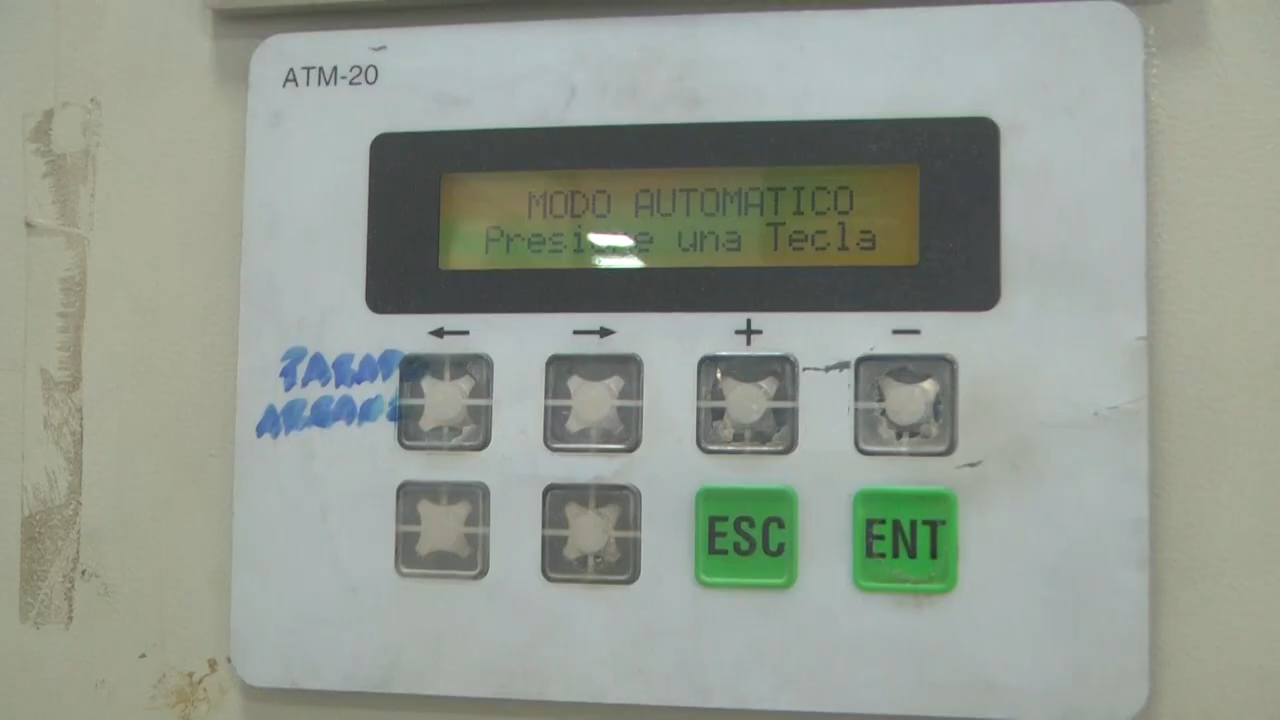 ATM-20
MODO AUTOMATICO
Presione una Tecla
← → + −
ESC ENT